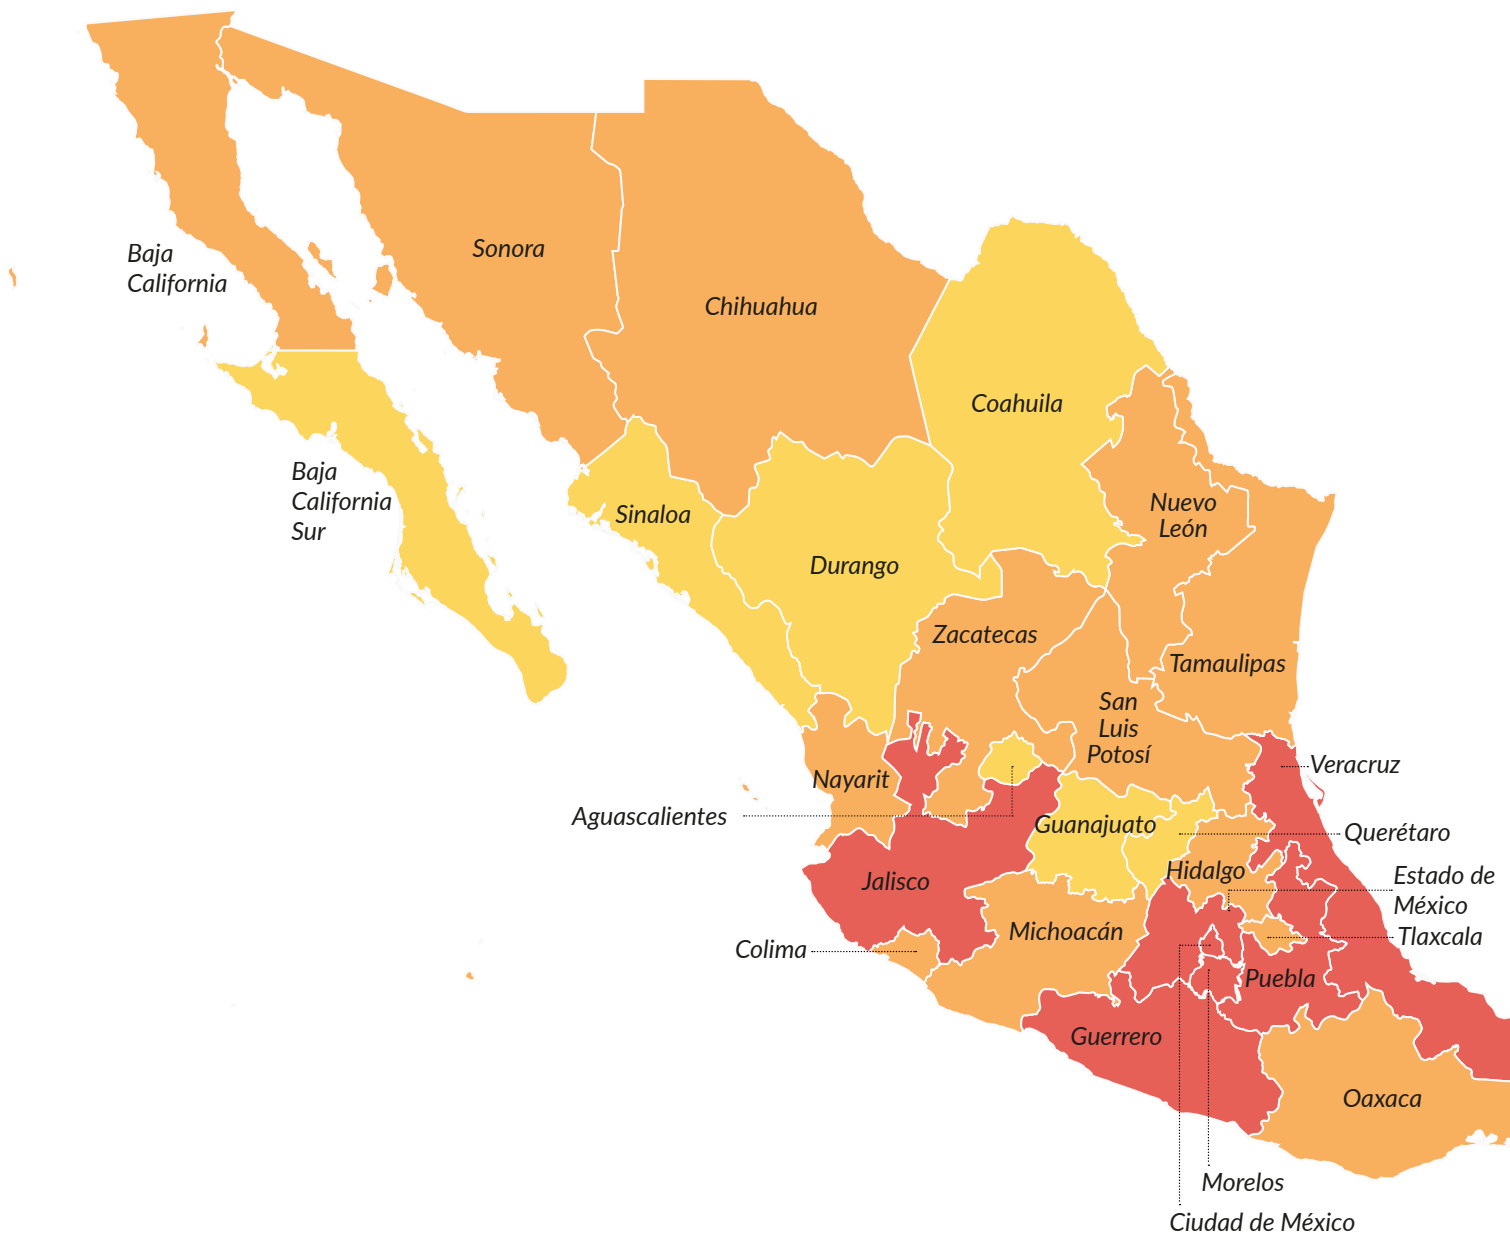 Baja
California
Sonora
Chihuahua
Coahuila
Baja
California
Sur
Sinaloa
Nuevo
León
Durango
Zacatecas
Tamaulipas
San
Luis
Potosí
Nayarit
Veracruz
Aguascalientes
Guanajuato
Querétaro
Jalisco
Hidalgo
Estado de
México
Michoacán
Tlaxcala
Colima
Puebla
Guerrero
Oaxaca
Morelos
Ciudad de México